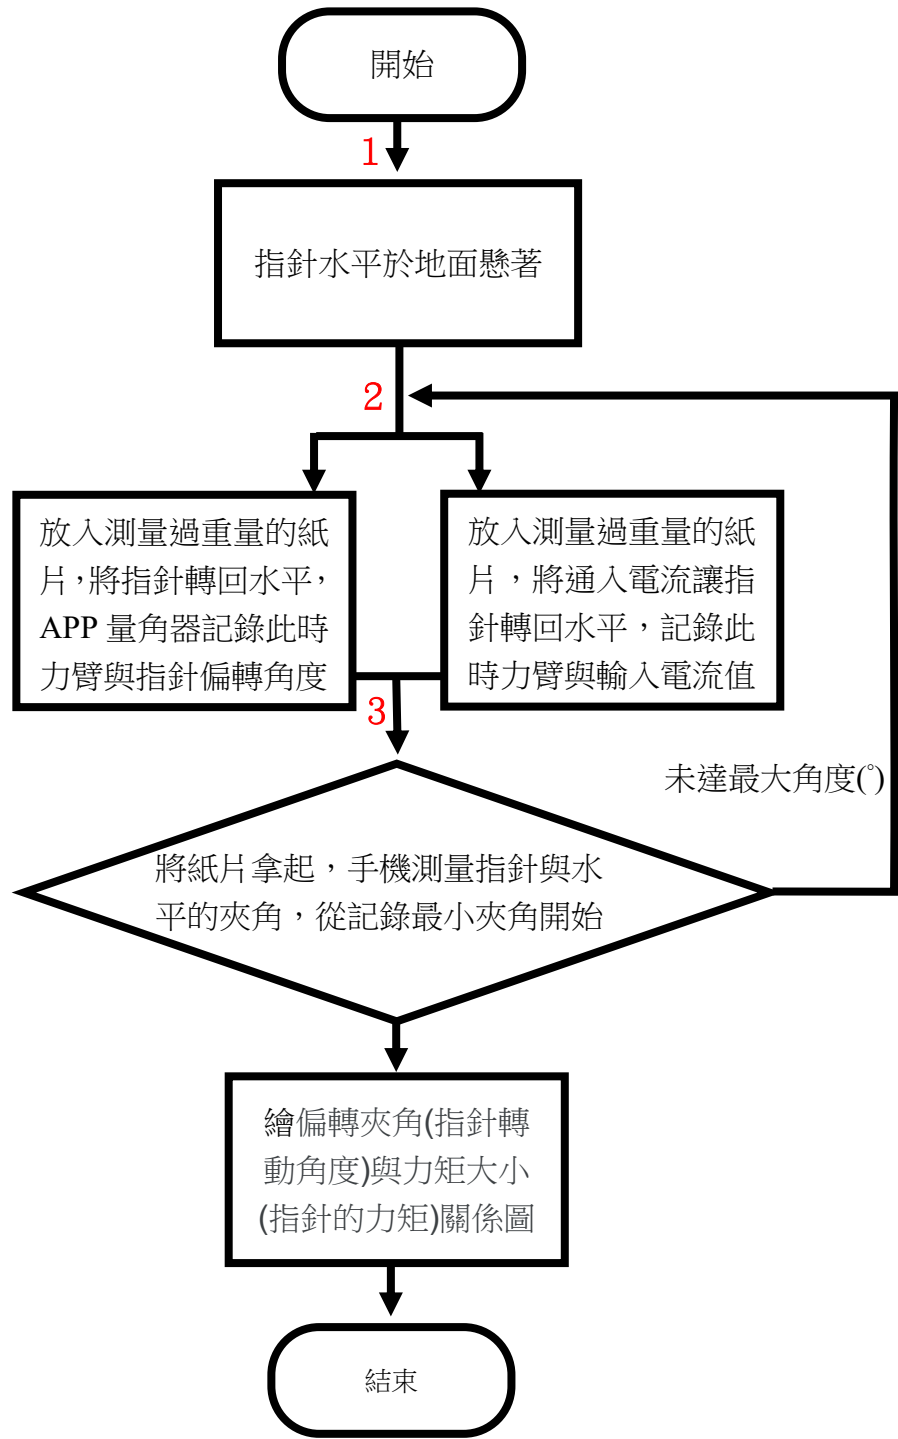 開始
1
指針水平於地面懸著
2
放入測量過重量的紙
片,將指針轉回水平,
APP 量角器記錄此時
力臂與指針偏轉角度
放入測量過重量的紙
片,將通入電流讓指
針轉回水平,記錄此
時力臂與輸入電流值
3
未達最大角度(°)
將紙片拿起,手機測量指針與水
平的夾角,從記錄最小夾角開始
繪偏轉夾角(指針轉
動角度)與力矩大小
(指針的力矩)關係圖
結束